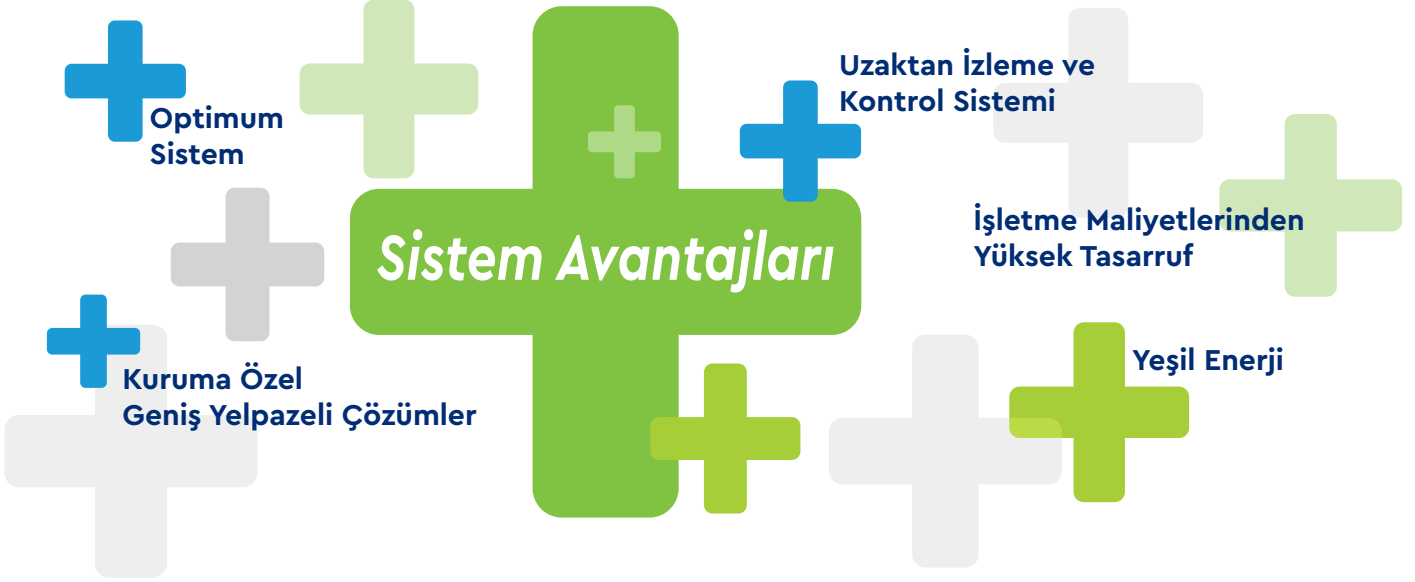 Optimum
Sistem
Uzaktan İzleme ve
Kontrol Sistemi
Sistem Avantajları
İşletme Maliyetlerinden
Yüksek Tasarruf
Kuruma Özel
Geniş Yelpazeli Çözümler
Yeşil Enerji